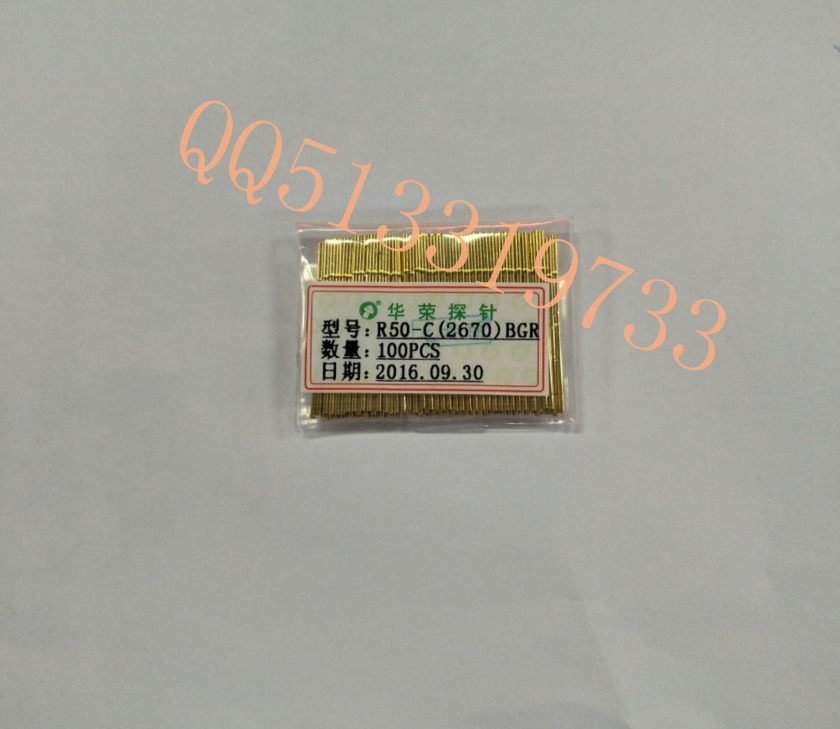 QQ513319733
华荣探针
型号: R50-C(2670)BGR
数量: 100PCS
日期: 2016.09.30